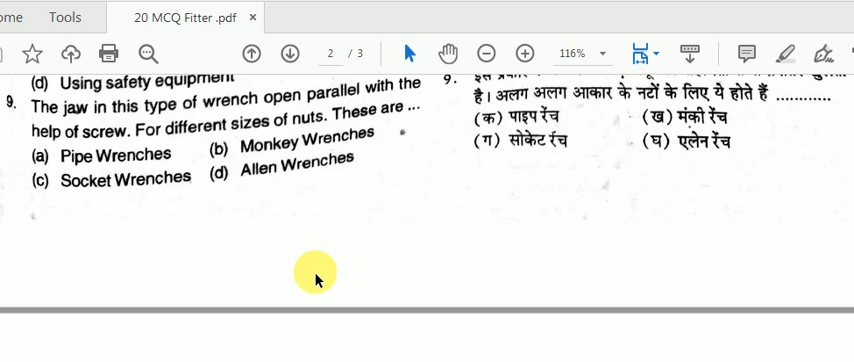 ome Tools 20 MCQ Fitter .pdf ×
2 / 3 116%
(d) Using safety equipment
9. The jaw in this type of wrench open parallel with the
help of screw. For different sizes of nuts. These are ...
(a) Pipe Wrenches (b) Monkey Wrenches
(c) Socket Wrenches (d) Allen Wrenches
9. इस प्रकार के
है। अलग अलग आकार के नटों के लिए ये होते हैं ............
(क) पाइप रेंच (ख) मंकी रेंच
(ग) सोकेट रेंच (घ) एलेन रेंच